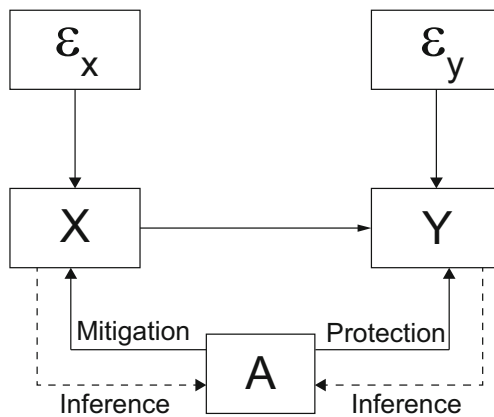 εx
εy
X
Y
Mitigation
Protection
A
Inference
Inference